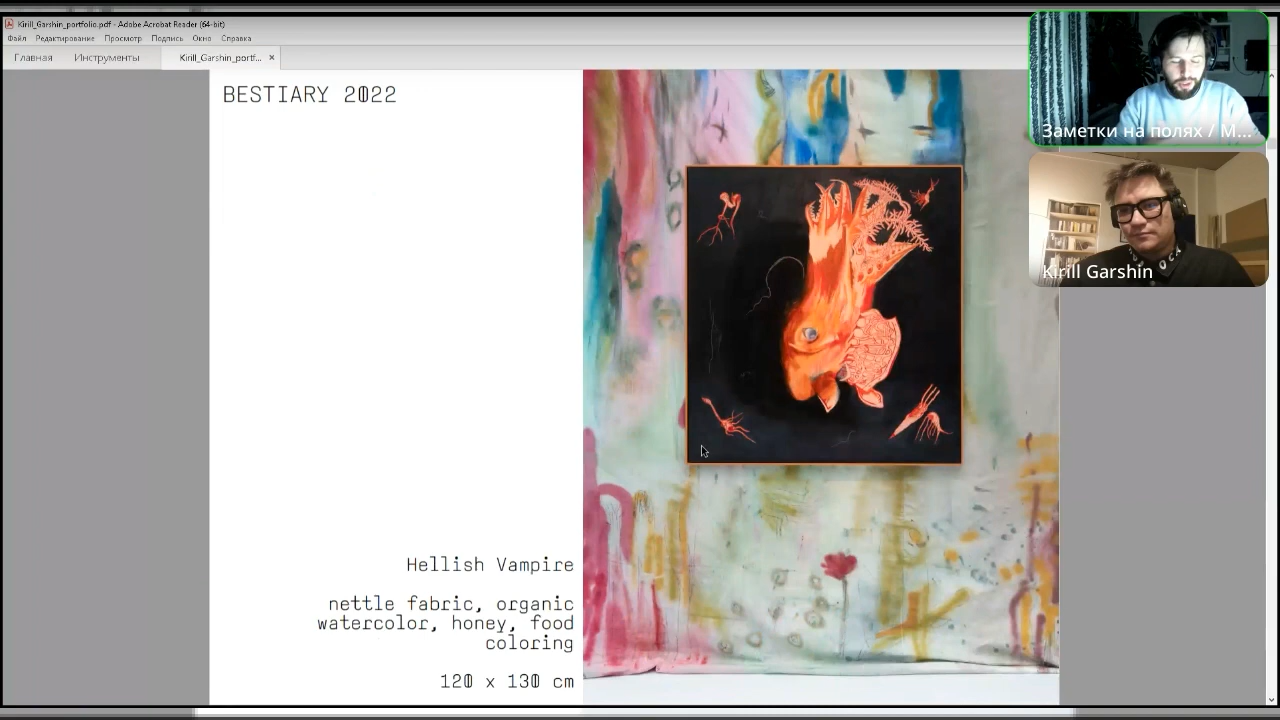 Kirill_Garshin_portfolio.pdf - Adobe Acrobat Reader (64-bit)
Файл Редактирование Просмотр Подпись Окно Справка
Главная Инструменты Kirill_Garshin_portf... ×
BESTIARY 2022
Заметки на полях / М...
Kirill Garshin
Hellish Vampire
nettle fabric, organic
watercolor, honey, food
coloring
120 x 130 cm